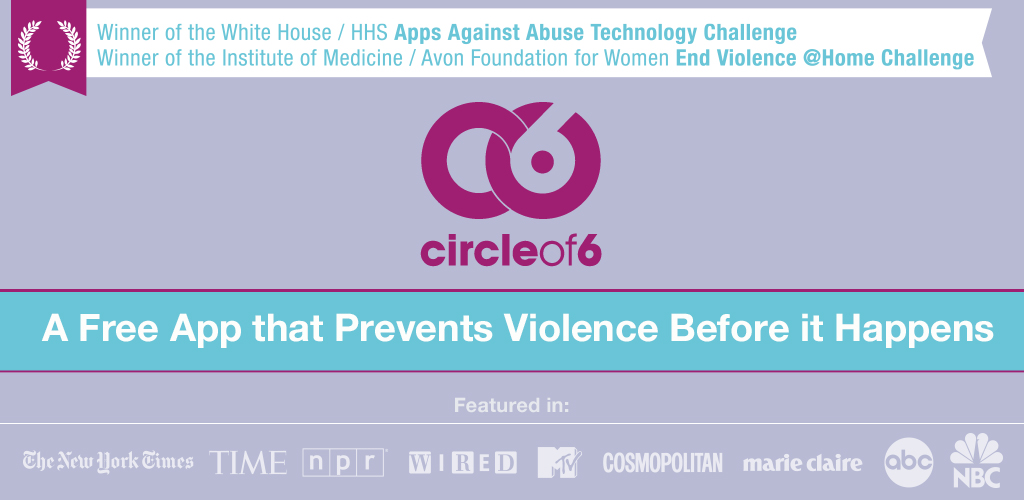 Winner of the White House / HHS Apps Against Abuse Technology Challenge
Winner of the Institute of Medicine / Avon Foundation for Women End Violence @Home Challenge
circleof6
A Free App that Prevents Violence Before it Happens
Featured in:
The New York Times TIME npr WIRED MTV COSMOPOLITAN marie claire abc NBC